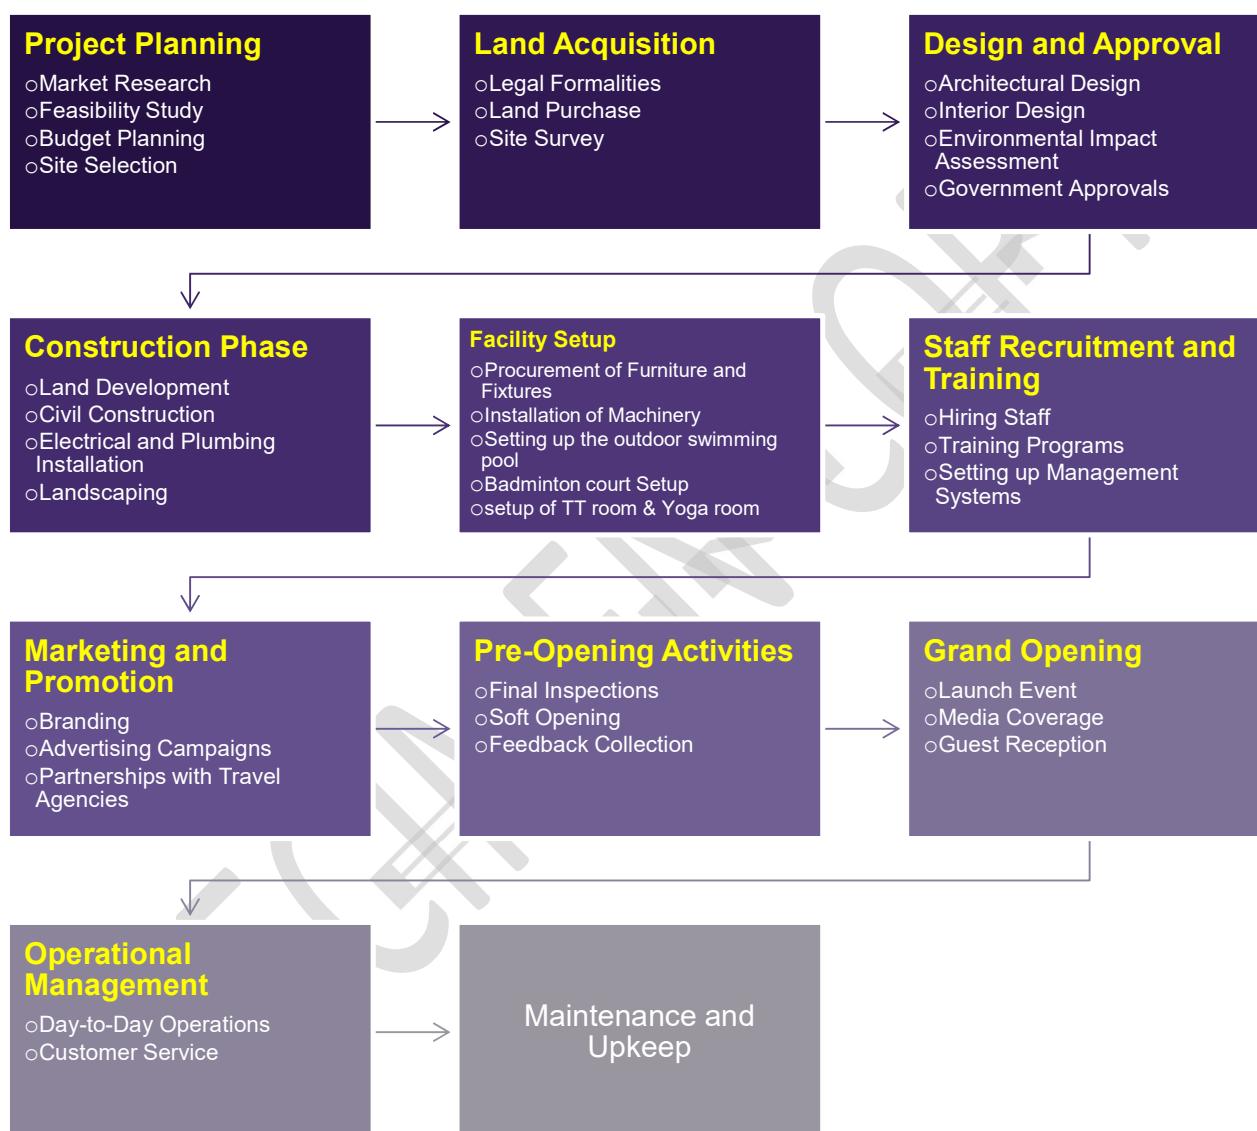 Project Planning
oMarket Research
oFeasibility Study
oBudget Planning
oSite Selection
Land Acquisition
oLegal Formalities
oLand Purchase
oSite Survey
Design and Approval
oArchitectural Design
oInterior Design
oEnvironmental Impact
Assessment
oGovernment Approvals
Construction Phase
oLand Development
oCivil Construction
oElectrical and Plumbing
Installation
oLandscaping
Facility Setup
oProcurement of Furniture and
Fixtures
oInstallation of Machinery
oSetting up the outdoor swimming
pool
oBadminton court Setup
osetup of TT room & Yoga room
Staff Recruitment and
Training
oHiring Staff
oTraining Programs
oSetting up Management
Systems
Marketing and
Promotion
oBranding
oAdvertising Campaigns
oPartnerships with Travel
Agencies
Pre-Opening Activities
oFinal Inspections
oSoft Opening
oFeedback Collection
Grand Opening
oLaunch Event
oMedia Coverage
oGuest Reception
Operational
Management
oDay-to-Day Operations
oCustomer Service
Maintenance and
Upkeep